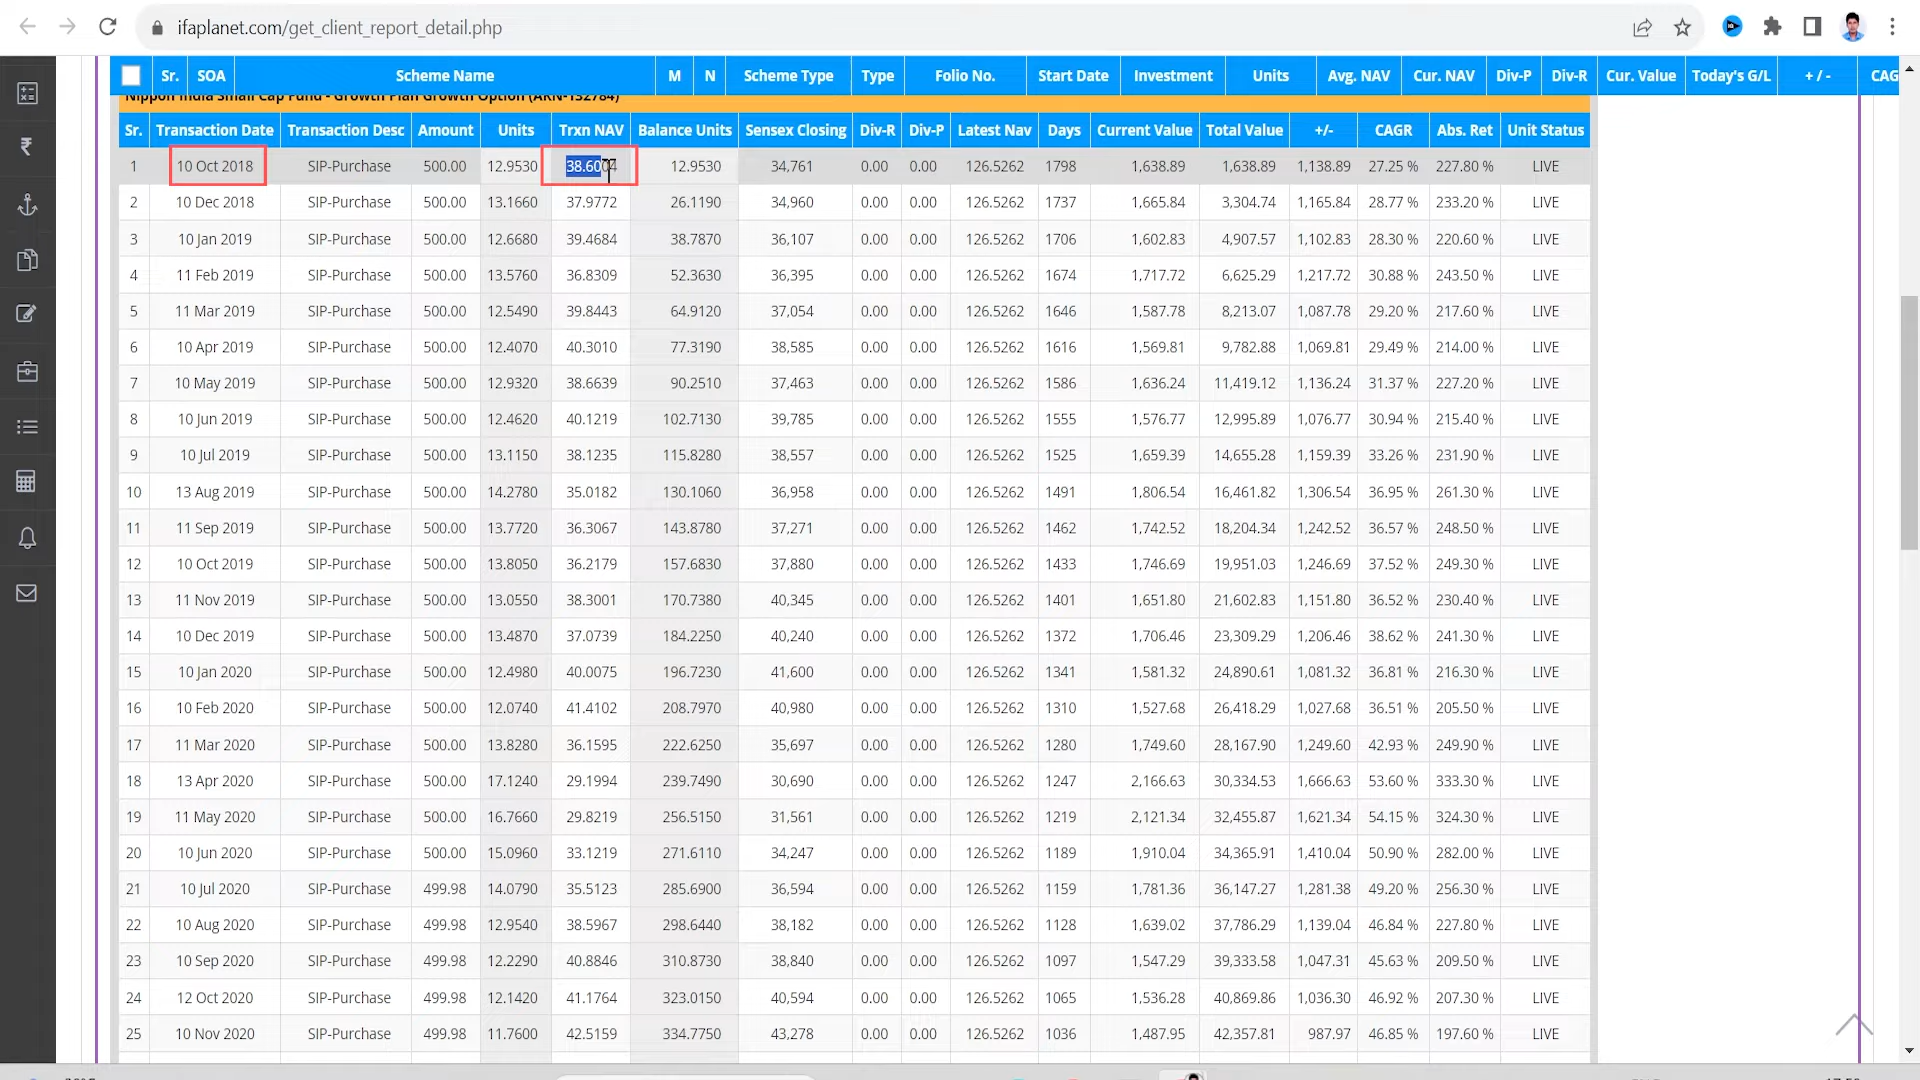 ifaplanet.com/get_client_report_detail.php
Sr. SOA Scheme Name M N Scheme Type Type Folio No. Start Date Investment Units Avg. NAV Cur. NAV Div-P Div-R Cur. Value Today's G/L + / - CAG
Nippon India Small Cap Fund - Growth Plan Growth Option (ARN-132784)
Sr. Transaction Date Transaction Desc Amount Units Trxn NAV Balance Units Sensex Closing Div-R Div-P Latest Nav Days Current Value Total Value +/- CAGR Abs. Ret Unit Status
1 10 Oct 2018 SIP-Purchase 500.00 12.9530 38.6004 12.9530 34,761 0.00 0.00 126.5262 1798 1,638.89 1,638.89 1,138.89 27.25 % 227.80 % LIVE
2 10 Dec 2018 SIP-Purchase 500.00 13.1660 37.9772 26.1190 34,960 0.00 0.00 126.5262 1737 1,665.84 3,304.74 1,165.84 28.77 % 233.20 % LIVE
3 10 Jan 2019 SIP-Purchase 500.00 12.6680 39.4684 38.7870 36,107 0.00 0.00 126.5262 1706 1,602.83 4,907.57 1,102.83 28.30 % 220.60 % LIVE
4 11 Feb 2019 SIP-Purchase 500.00 13.5760 36.8309 52.3630 36,395 0.00 0.00 126.5262 1674 1,717.72 6,625.29 1,217.72 30.88 % 243.50 % LIVE
5 11 Mar 2019 SIP-Purchase 500.00 12.5490 39.8443 64.9120 37,054 0.00 0.00 126.5262 1646 1,587.78 8,213.07 1,087.78 29.20 % 217.60 % LIVE
6 10 Apr 2019 SIP-Purchase 500.00 12.4070 40.3010 77.3190 38,585 0.00 0.00 126.5262 1616 1,569.81 9,782.88 1,069.81 29.49 % 214.00 % LIVE
7 10 May 2019 SIP-Purchase 500.00 12.9320 38.6639 90.2510 37,463 0.00 0.00 126.5262 1586 1,636.24 11,419.12 1,136.24 31.37 % 227.20 % LIVE
8 10 Jun 2019 SIP-Purchase 500.00 12.4620 40.1219 102.7130 39,785 0.00 0.00 126.5262 1555 1,576.77 12,995.89 1,076.77 30.94 % 215.40 % LIVE
9 10 Jul 2019 SIP-Purchase 500.00 13.1150 38.1235 115.8280 38,557 0.00 0.00 126.5262 1525 1,659.39 14,655.28 1,159.39 33.26 % 231.90 % LIVE
10 13 Aug 2019 SIP-Purchase 500.00 14.2780 35.0182 130.1060 36,958 0.00 0.00 126.5262 1491 1,806.54 16,461.82 1,306.54 36.95 % 261.30 % LIVE
11 11 Sep 2019 SIP-Purchase 500.00 13.7720 36.3067 143.8780 37,271 0.00 0.00 126.5262 1462 1,742.52 18,204.34 1,242.52 36.57 % 248.50 % LIVE
12 10 Oct 2019 SIP-Purchase 500.00 13.8050 36.2179 157.6830 37,880 0.00 0.00 126.5262 1433 1,746.69 19,951.03 1,246.69 37.52 % 249.30 % LIVE
13 11 Nov 2019 SIP-Purchase 500.00 13.0550 38.3001 170.7380 40,345 0.00 0.00 126.5262 1401 1,651.80 21,602.83 1,151.80 36.52 % 230.40 % LIVE
14 10 Dec 2019 SIP-Purchase 500.00 13.4870 37.0739 184.2250 40,240 0.00 0.00 126.5262 1372 1,706.46 23,309.29 1,206.46 38.62 % 241.30 % LIVE
15 10 Jan 2020 SIP-Purchase 500.00 12.4980 40.0075 196.7230 41,600 0.00 0.00 126.5262 1341 1,581.32 24,890.61 1,081.32 36.81 % 216.30 % LIVE
16 10 Feb 2020 SIP-Purchase 500.00 12.0740 41.4102 208.7970 40,980 0.00 0.00 126.5262 1310 1,527.68 26,418.29 1,027.68 36.51 % 205.50 % LIVE
17 11 Mar 2020 SIP-Purchase 500.00 13.8280 36.1595 222.6250 35,697 0.00 0.00 126.5262 1280 1,749.60 28,167.90 1,249.60 42.93 % 249.90 % LIVE
18 13 Apr 2020 SIP-Purchase 500.00 17.1240 29.1994 239.7490 30,690 0.00 0.00 126.5262 1247 2,166.63 30,334.53 1,666.63 53.60 % 333.30 % LIVE
19 11 May 2020 SIP-Purchase 500.00 16.7660 29.8219 256.5150 31,561 0.00 0.00 126.5262 1219 2,121.34 32,455.87 1,621.34 54.15 % 324.30 % LIVE
20 10 Jun 2020 SIP-Purchase 500.00 15.0960 33.1219 271.6110 34,247 0.00 0.00 126.5262 1189 1,910.04 34,365.91 1,410.04 50.90 % 282.00 % LIVE
21 10 Jul 2020 SIP-Purchase 499.98 14.0790 35.5123 285.6900 36,594 0.00 0.00 126.5262 1159 1,781.36 36,147.27 1,281.38 49.20 % 256.30 % LIVE
22 10 Aug 2020 SIP-Purchase 499.98 12.9540 38.5967 298.6440 38,182 0.00 0.00 126.5262 1128 1,639.02 37,786.29 1,139.04 46.84 % 227.80 % LIVE
23 10 Sep 2020 SIP-Purchase 499.98 12.2290 40.8846 310.8730 38,840 0.00 0.00 126.5262 1097 1,547.29 39,333.58 1,047.31 45.63 % 209.50 % LIVE
24 12 Oct 2020 SIP-Purchase 499.98 12.1420 41.1764 323.0150 40,594 0.00 0.00 126.5262 1065 1,536.28 40,869.86 1,036.30 46.92 % 207.30 % LIVE
25 10 Nov 2020 SIP-Purchase 499.98 11.7600 42.5159 334.7750 43,278 0.00 0.00 126.5262 1036 1,487.95 42,357.81 987.97 46.85 % 197.60 % LIVE